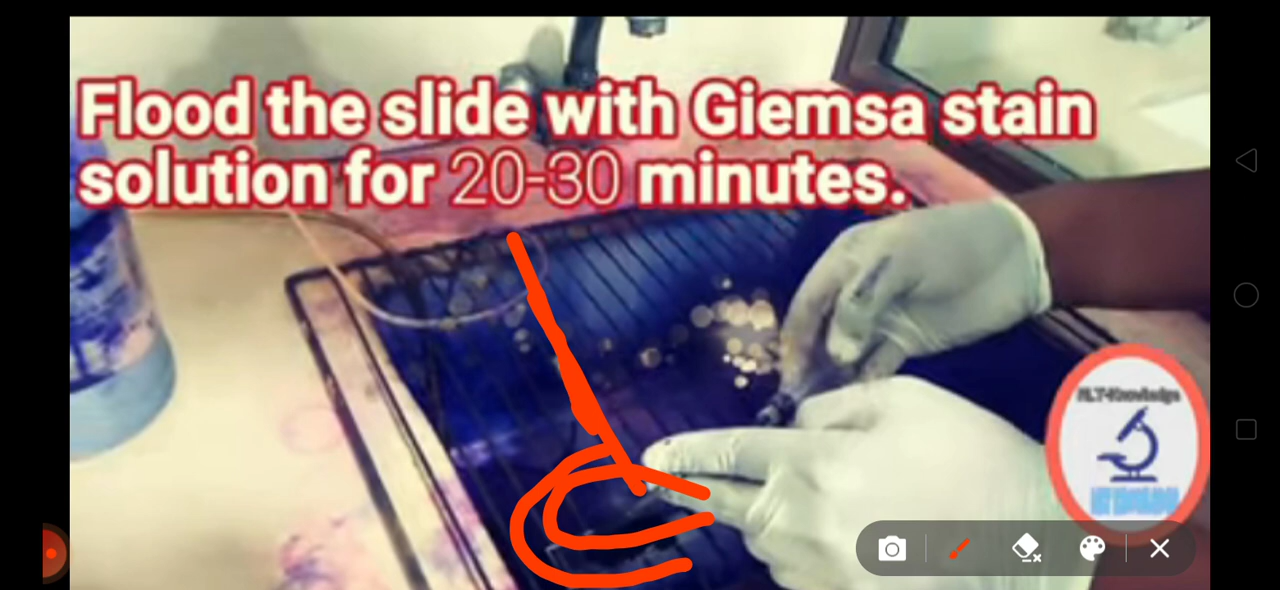 Flood the slide with Giemsa stain
solution for 20-30 minutes.